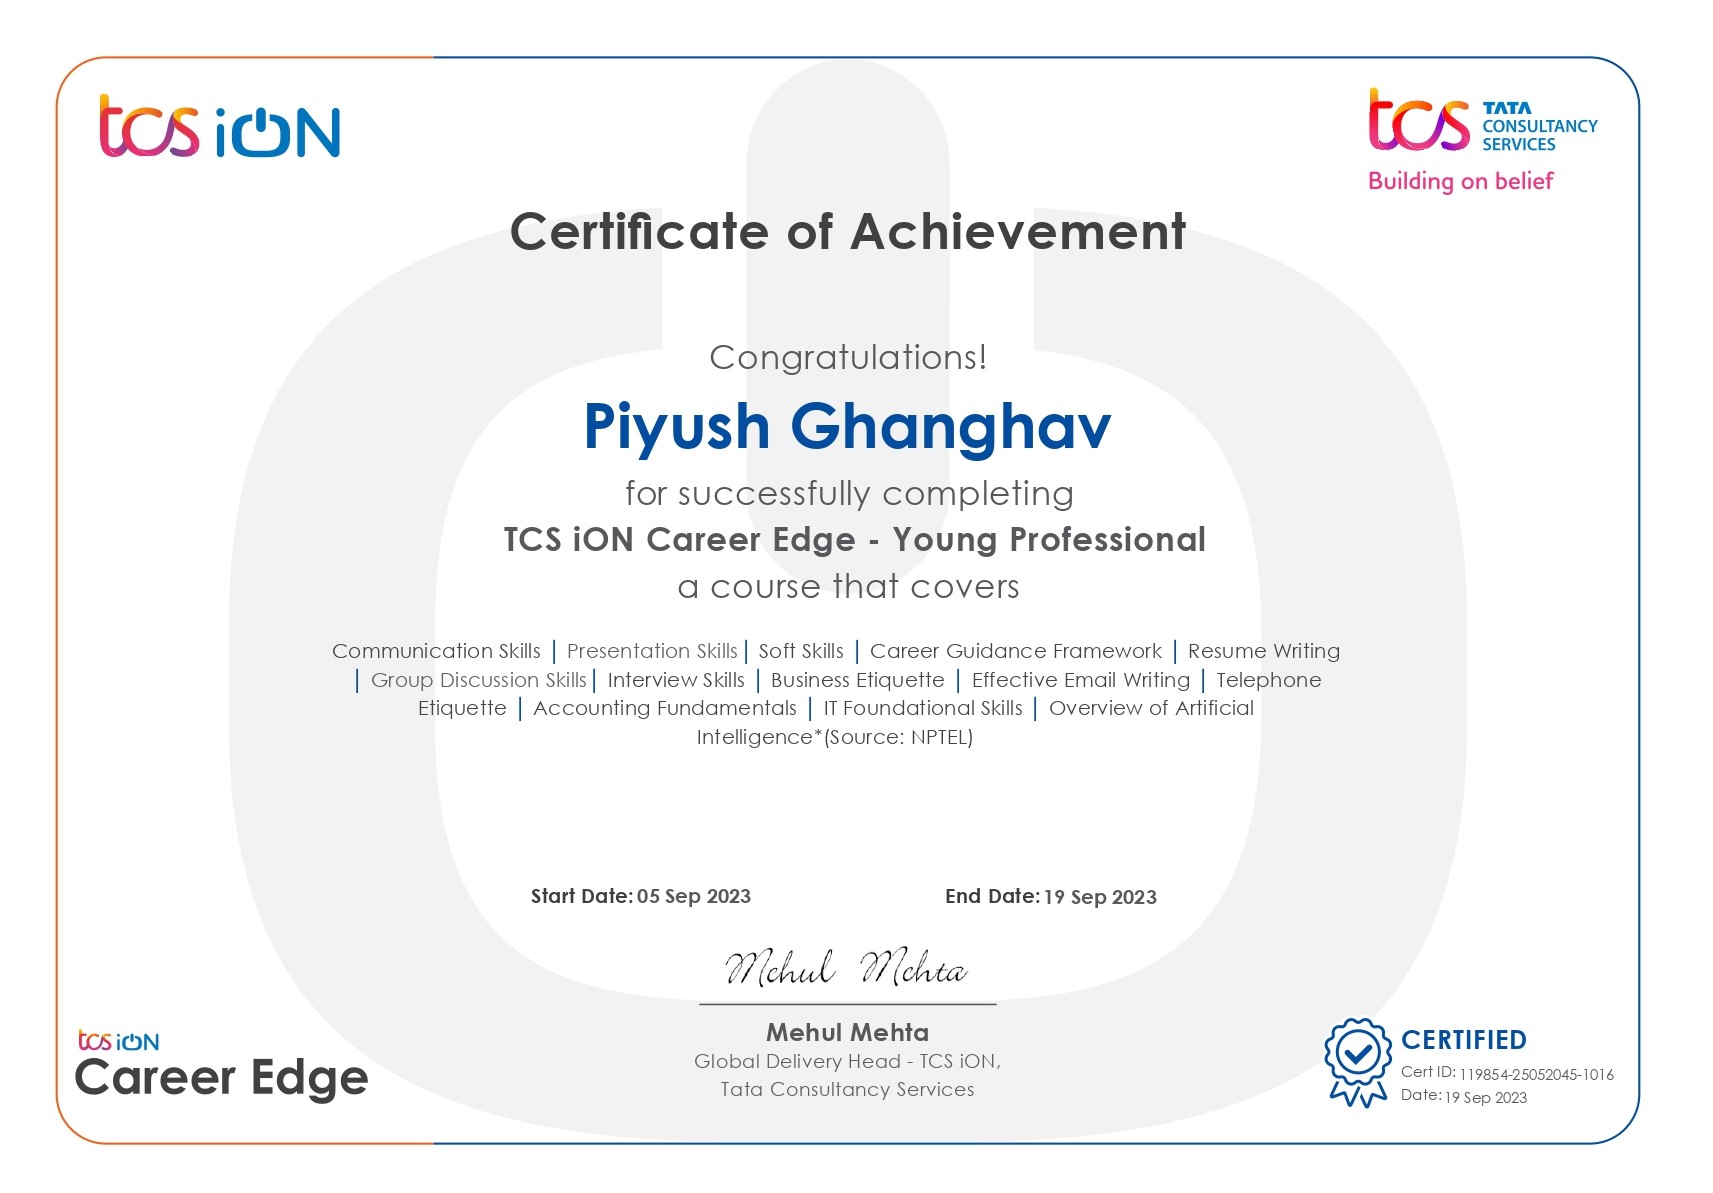 tcs iON
tcs TATA
CONSULTANCY
SERVICES
Building on belief
Certificate of Achievement
Congratulations!
Piyush Ghanghav
for successfully completing
TCS iON Career Edge - Young Professional
a course that covers
Communication Skills | Presentation Skills | Soft Skills | Career Guidance Framework | Resume Writing
| Group Discussion Skills | Interview Skills | Business Etiquette | Effective Email Writing | Telephone
Etiquette | Accounting Fundamentals | IT Foundational Skills | Overview of Artificial
Intelligence*(Source: NPTEL)
Start Date: 05 Sep 2023 End Date: 19 Sep 2023
Mehul Mehta
Mehul Mehta
Global Delivery Head - TCS iON,
Tata Consultancy Services
tcs iON
Career Edge
CERTIFIED
Cert ID: 119854-25052045-1016
Date: 19 Sep 2023